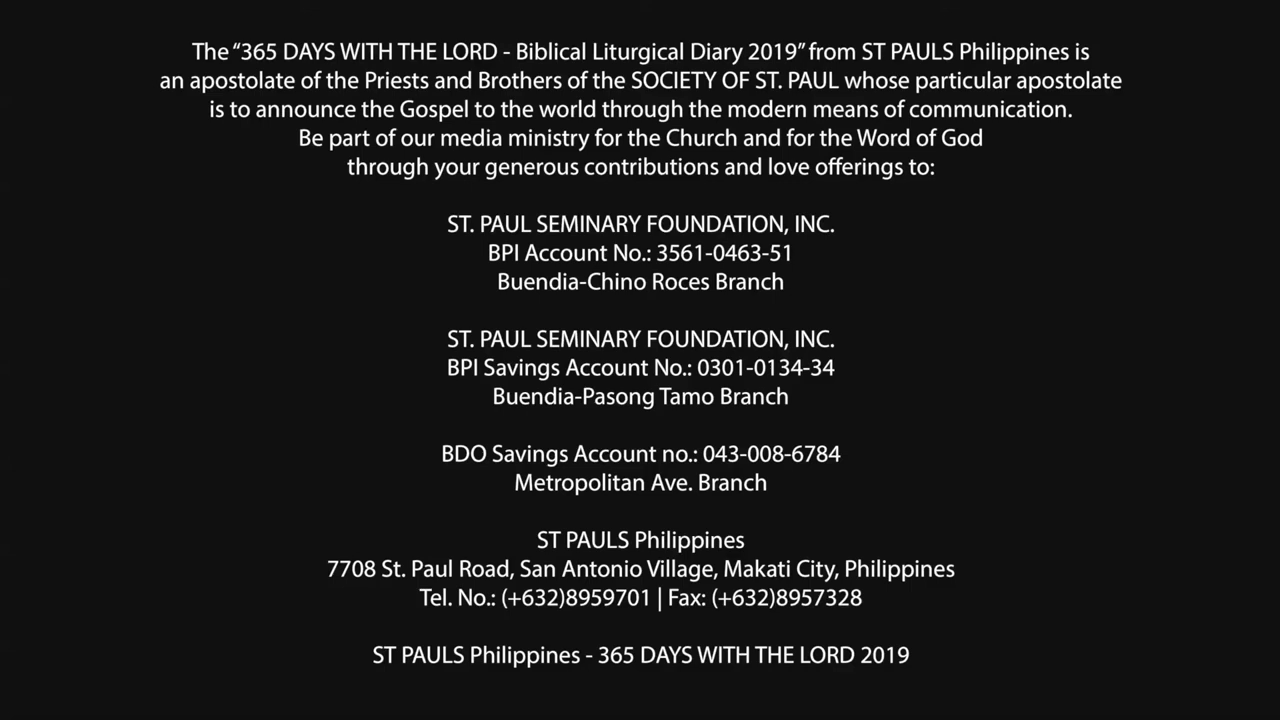 The “365 DAYS WITH THE LORD - Biblical Liturgical Diary 2019” from ST PAULS Philippines is
an apostolate of the Priests and Brothers of the SOCIETY OF ST. PAUL whose particular apostolate
is to announce the Gospel to the world through the modern means of communication.
Be part of our media ministry for the Church and for the Word of God
through your generous contributions and love offerings to:
ST. PAUL SEMINARY FOUNDATION, INC.
BPI Account No.: 3561-0463-51
Buendia-Chino Roces Branch
ST. PAUL SEMINARY FOUNDATION, INC.
BPI Savings Account No.: 0301-0134-34
Buendia-Pasong Tamo Branch
BDO Savings Account no.: 043-008-6784
Metropolitan Ave. Branch
ST PAULS Philippines
7708 St. Paul Road, San Antonio Village, Makati City, Philippines
Tel. No.: (+632)8959701 | Fax: (+632)8957328
ST PAULS Philippines - 365 DAYS WITH THE LORD 2019